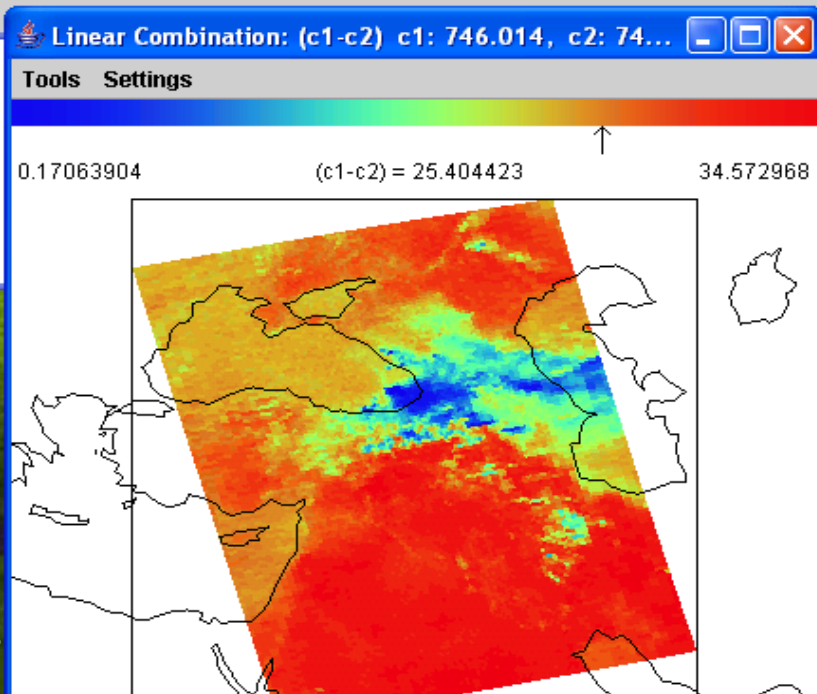 Linear Combination: (c1-c2) c1: 746.014, c2: 74...
Tools Settings
0.17063904 (c1-c2) = 25.404423 34.572968